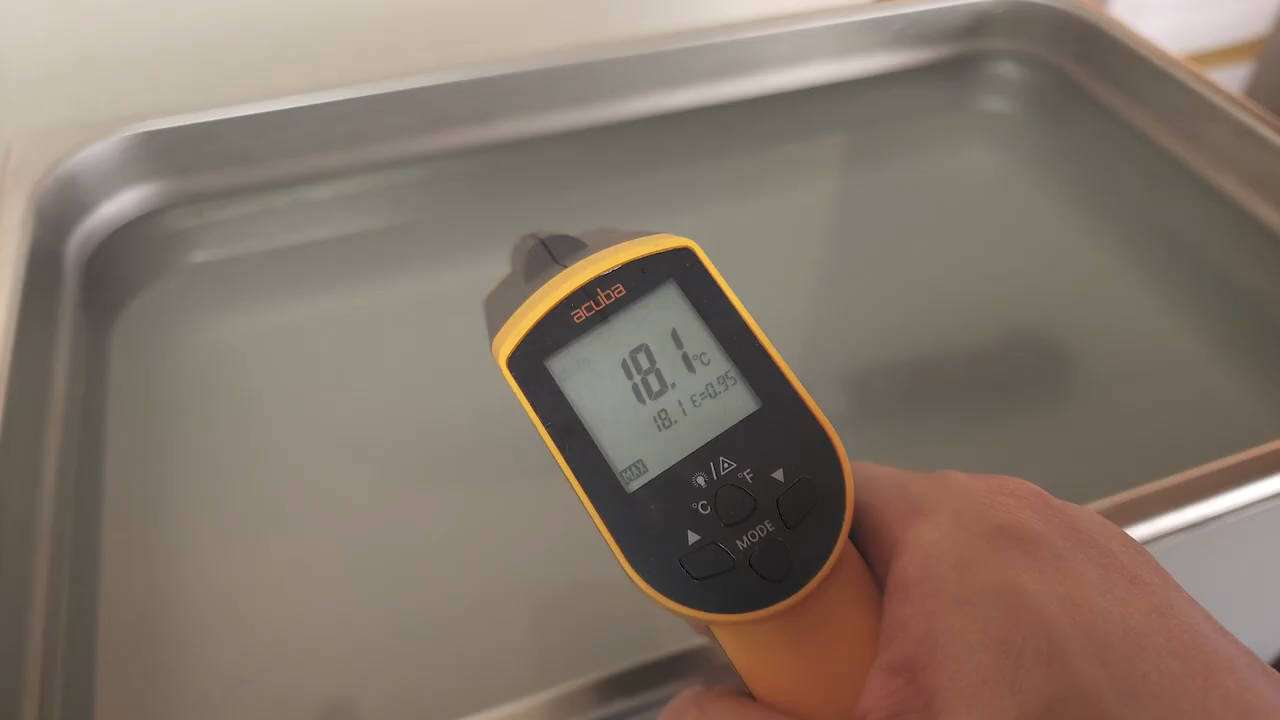 acuba
18.1°C
18.1 ε=0.95
MAX
°C / °F
MODE